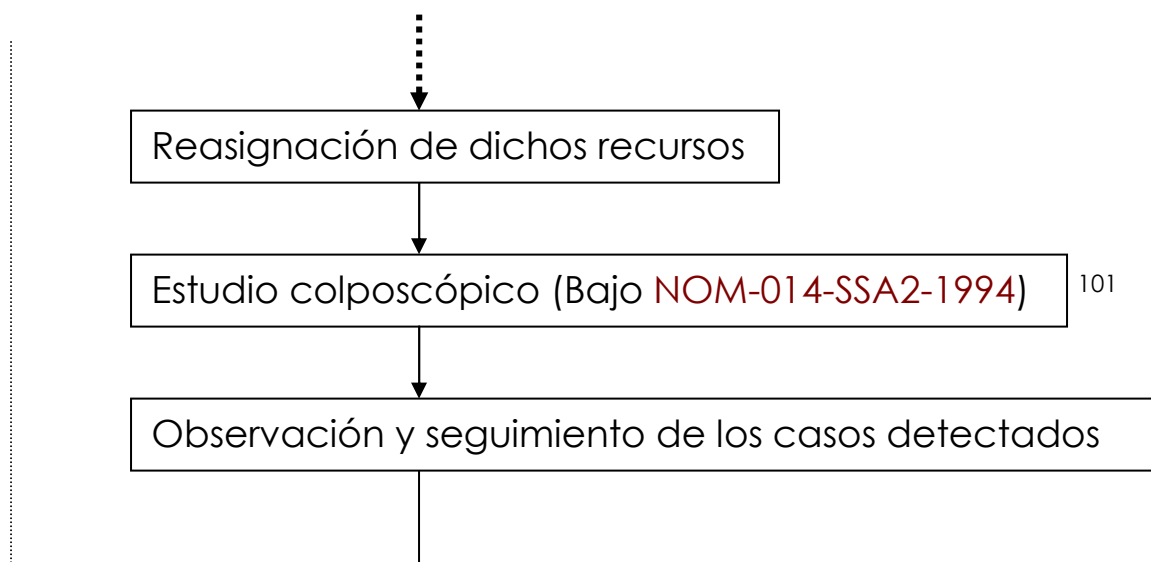 Reasignación de dichos recursos
Estudio colposcópico (Bajo NOM-014-SSA2-1994) 101
Observación y seguimiento de los casos detectados